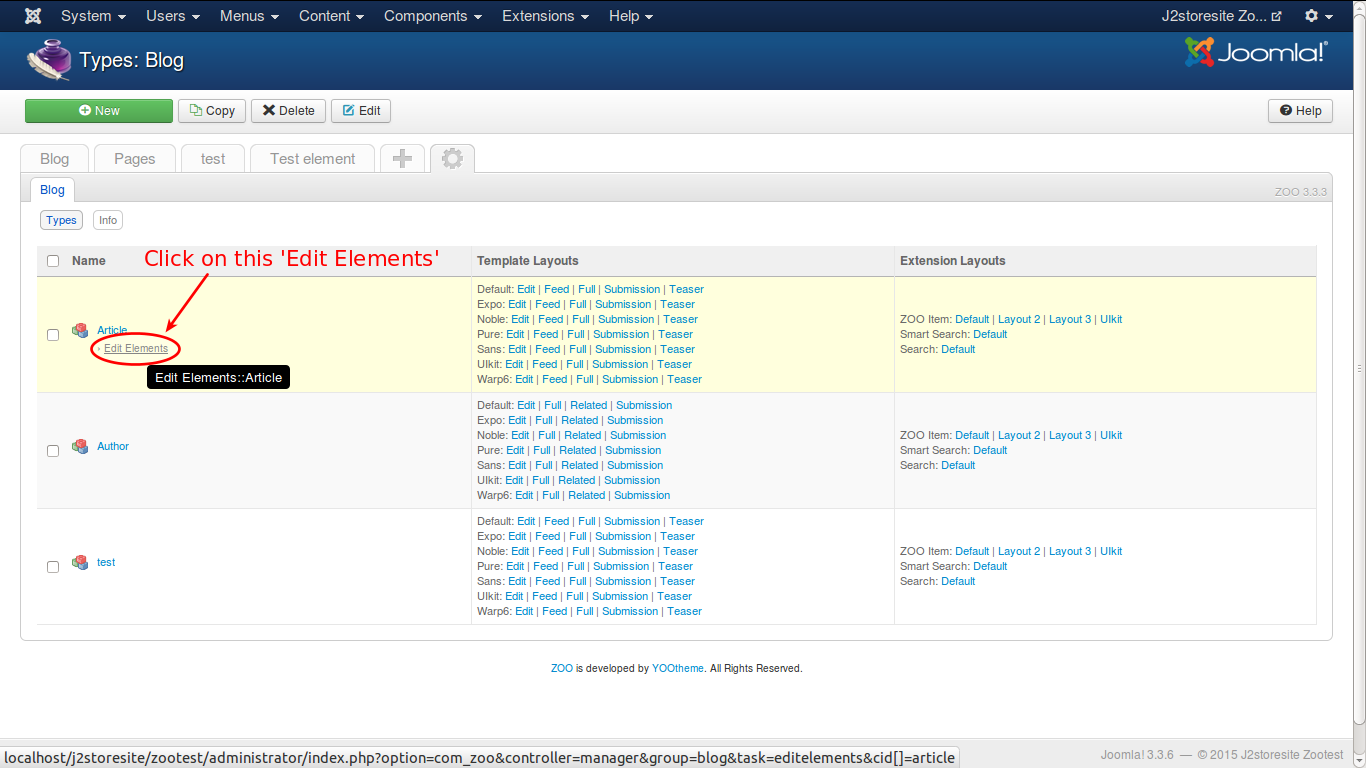 System Users Menus Content Components Extensions Help J2storesite Zo...
Types: Blog Joomla!®
New Copy Delete Edit Help
Blog Pages test Test element
Blog ZOO 3.3.3
Types Info
Click on this 'Edit Elements'
Name Template Layouts Extension Layouts
Article
Edit Elements
Edit Elements::Article
Default: Edit | Feed | Full | Submission | Teaser
Expo: Edit | Feed | Full | Submission | Teaser
Noble: Edit | Feed | Full | Submission | Teaser
Pure: Edit | Feed | Full | Submission | Teaser
Sans: Edit | Feed | Full | Submission | Teaser
UIkit: Edit | Feed | Full | Submission | Teaser
Warp6: Edit | Feed | Full | Submission | Teaser
ZOO Item: Default | Layout 2 | Layout 3 | UIkit
Smart Search: Default
Search: Default
Author
Default: Edit | Full | Related | Submission
Expo: Edit | Full | Related | Submission
Noble: Edit | Full | Related | Submission
Pure: Edit | Full | Related | Submission
Sans: Edit | Full | Related | Submission
UIkit: Edit | Full | Related | Submission
Warp6: Edit | Full | Related | Submission
ZOO Item: Default | Layout 2 | Layout 3 | UIkit
Smart Search: Default
Search: Default
test
Default: Edit | Feed | Full | Submission | Teaser
Expo: Edit | Feed | Full | Submission | Teaser
Noble: Edit | Feed | Full | Submission | Teaser
Pure: Edit | Feed | Full | Submission | Teaser
Sans: Edit | Feed | Full | Submission | Teaser
UIkit: Edit | Feed | Full | Submission | Teaser
Warp6: Edit | Feed | Full | Submission | Teaser
ZOO Item: Default | Layout 2 | Layout 3 | UIkit
Smart Search: Default
Search: Default
ZOO is developed by YOOtheme. All Rights Reserved.
localhost/j2storesite/zootest/administrator/index.php?option=com_zoo&controller=manager&group=blog&task=editelements&cid[]=article
Joomla! 3.3.6 — © 2015 J2storesite Zootest